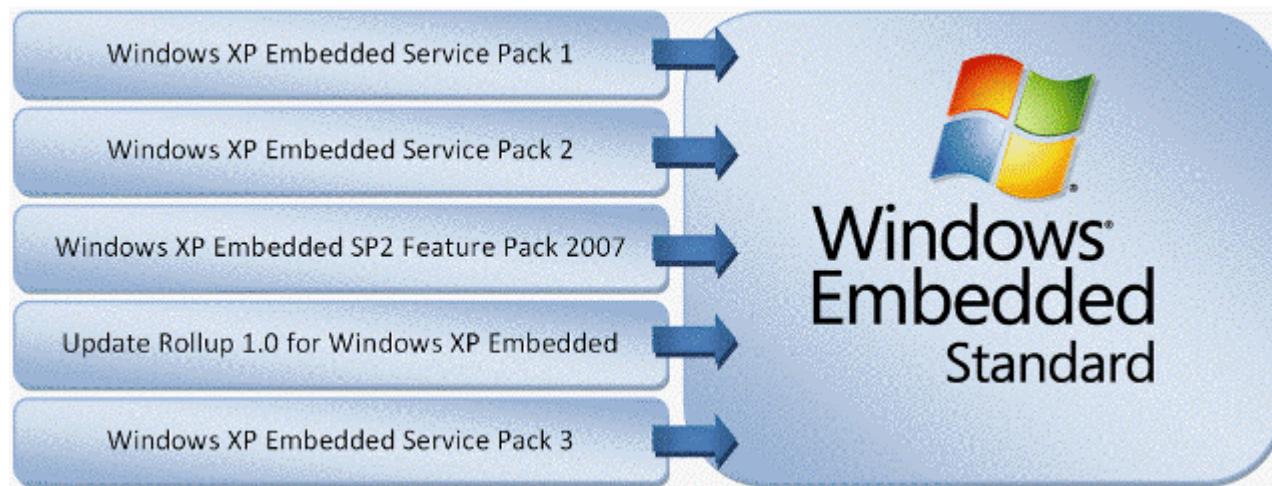 Windows XP Embedded Service Pack 1
Windows XP Embedded Service Pack 2
Windows XP Embedded SP2 Feature Pack 2007
Update Rollup 1.0 for Windows XP Embedded
Windows XP Embedded Service Pack 3
Windows®
Embedded
Standard